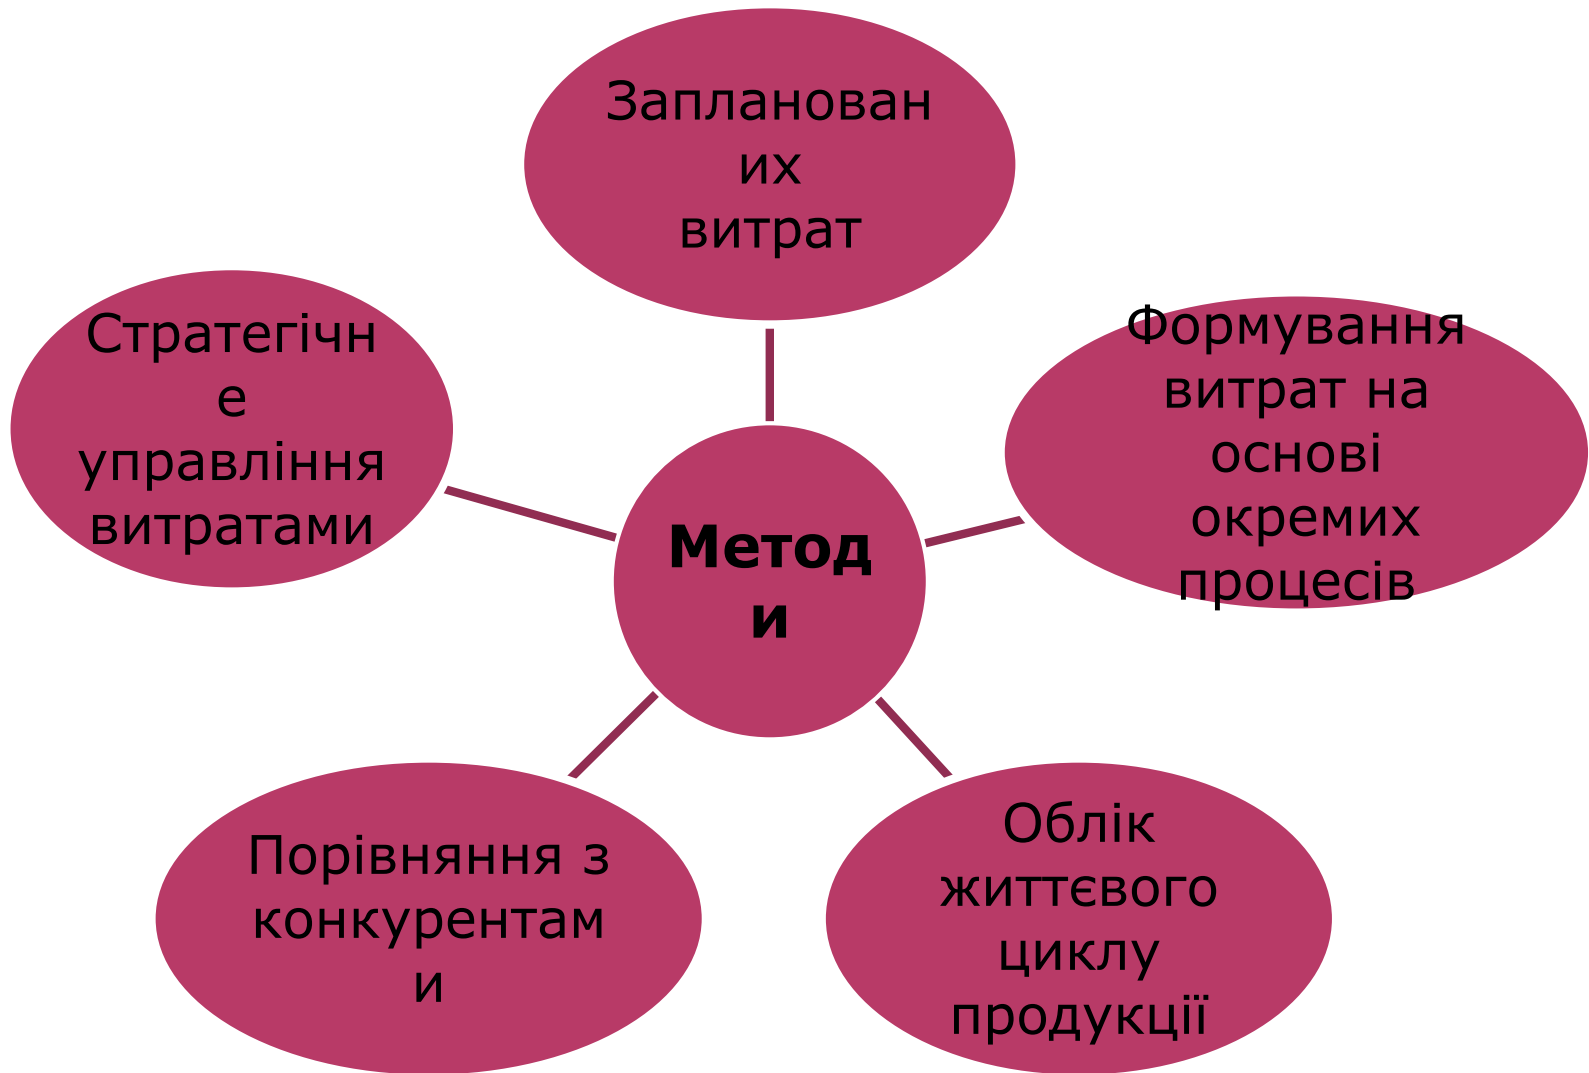 Запланован
их
витрат
Стратегічн
е
управління
витратами
Формування
витрат на
основі
окремих
процесів
Метод
и
Порівняння з
конкурентам
и
Облік
життєвого
циклу
продукції